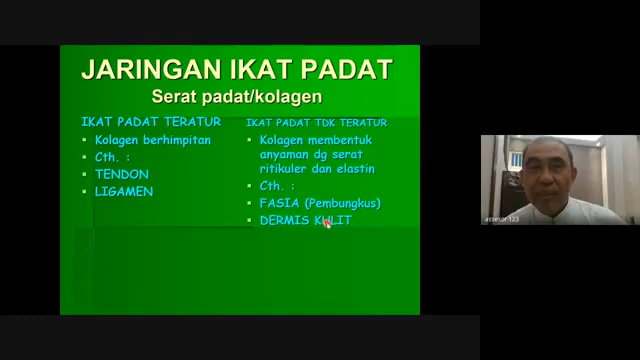 JARINGAN IKAT PADAT
Serat padat/kolagen
IKAT PADAT TERATUR
▪ Kolagen berhimpitan
▪ Cth. :
▪ TENDON
▪ LIGAMEN
IKAT PADAT TDK TERATUR
▪ Kolagen membentuk
anyaman dg serat
ritikuler dan elastin
▪ Cth. :
▪ FASIA (Pembungkus)
▪ DERMIS KULIT
assesor 123